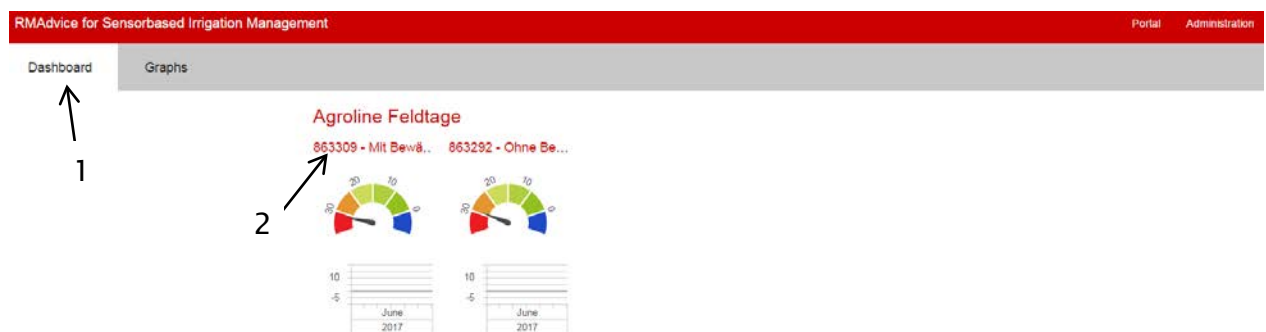 RMAdvice for Sensorbased Irrigation Management Portal Administration
Dashboard Graphs
1
Agroline Feldtage
863309 - Mit Bewä.. 863292 - Ohne Be...
2
30 20 10 0 30 20 10 0
10 10
-5 -5
June June
2017 2017